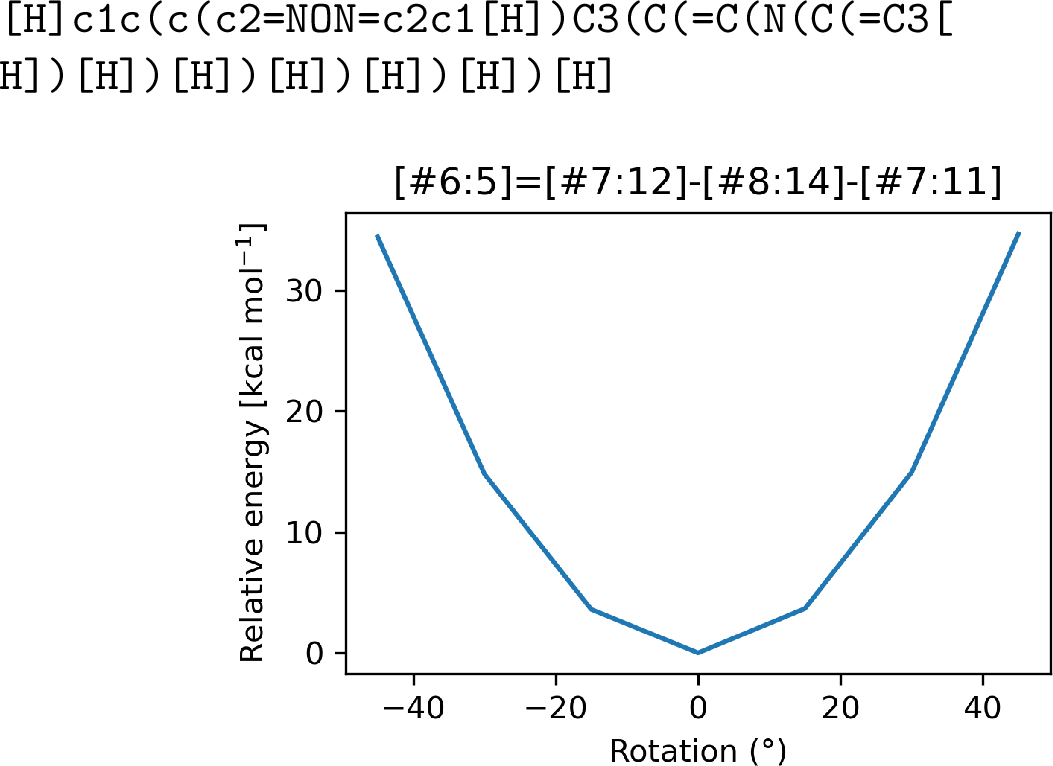 [H]c1c(c(c2=NON=c2c1[H])C3(C(=C(N(C(=C3[
H])[H])[H])[H])[H])[H])[H]
[#6:5]=[#7:12]-[#8:14]-[#7:11]
Relative energy [kcal mol⁻¹]
30
20
10
0
−40
−20
0
20
40
Rotation (°)